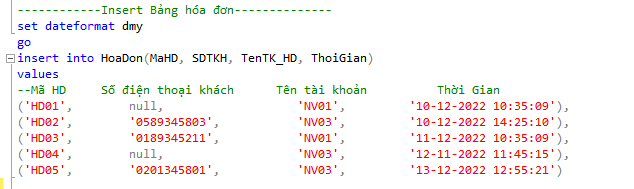 ------------Insert Bảng hóa đơn--------------
set dateformat dmy
go
insert into HoaDon(MaHD, SDTKH, TenTK_HD, ThoiGian)
values
--Mã HD Số điện thoại khách Tên tài khoản Thời Gian
('HD01', null, 'NV01', '10-12-2022 10:35:09'),
('HD02', '0589345803', 'NV03', '10-12-2022 14:25:10'),
('HD03', '0189345211', 'NV01', '11-12-2022 10:35:09'),
('HD04', null, 'NV03', '12-11-2022 11:45:15'),
('HD05', '0201345801', 'NV03', '13-12-2022 12:55:21')